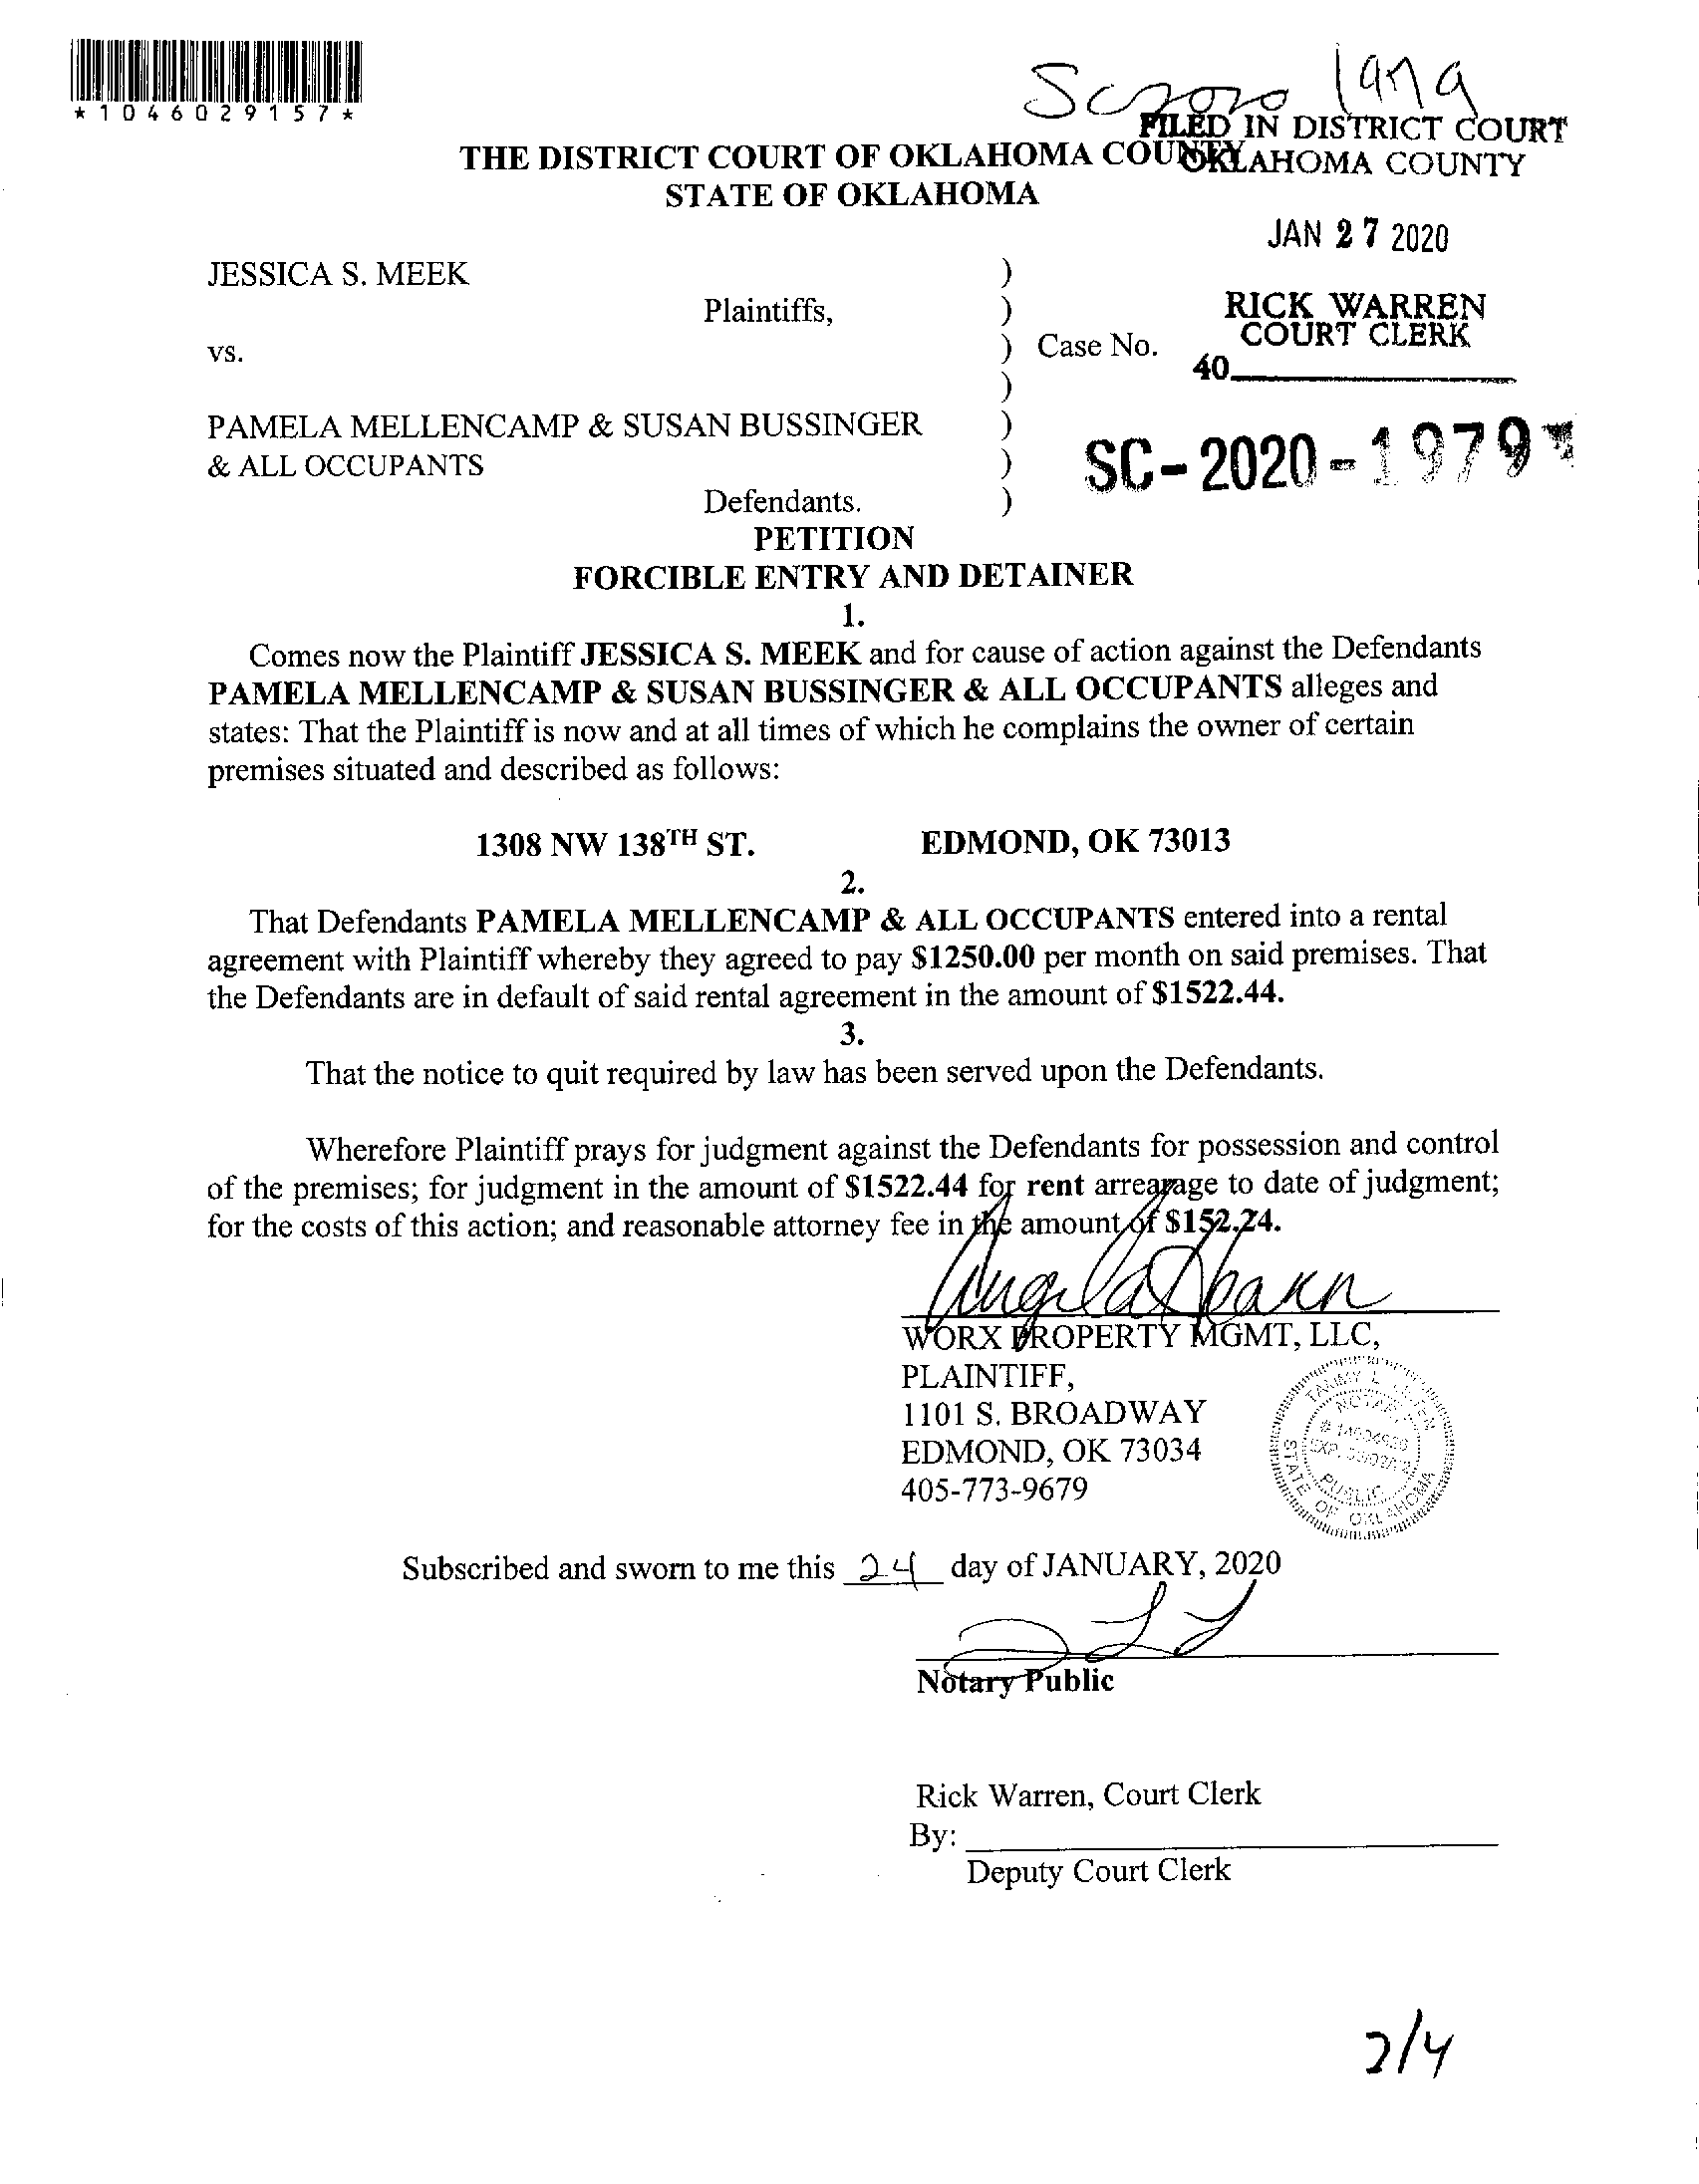 *1046029157*
FILED IN DISTRICT COURT
OKLAHOMA COUNTY
THE DISTRICT COURT OF OKLAHOMA COUNTY
STATE OF OKLAHOMA
JAN 27 2020
JESSICA S. MEEK )
Plaintiffs, )
RICK WARREN
COURT CLERK
vs. ) Case No.
40
)
PAMELA MELLENCAMP & SUSAN BUSSINGER )
& ALL OCCUPANTS )
SC-2020-1979
Defendants. )
PETITION
FORCIBLE ENTRY AND DETAINER
1.
Comes now the Plaintiff JESSICA S. MEEK and for cause of action against the Defendants
PAMELA MELLENCAMP & SUSAN BUSSINGER & ALL OCCUPANTS alleges and
states: That the Plaintiff is now and at all times of which he complains the owner of certain
premises situated and described as follows:
1308 NW 138TH ST. EDMOND, OK 73013
2.
That Defendants PAMELA MELLENCAMP & ALL OCCUPANTS entered into a rental
agreement with Plaintiff whereby they agreed to pay $1250.00 per month on said premises. That
the Defendants are in default of said rental agreement in the amount of $1522.44.
3.
That the notice to quit required by law has been served upon the Defendants.
Wherefore Plaintiff prays for judgment against the Defendants for possession and control
of the premises; for judgment in the amount of $1522.44 for rent arrearage to date of judgment;
for the costs of this action; and reasonable attorney fee in the amount of $152.24.
WORX PROPERTY MGMT, LLC,
PLAINTIFF,
1101 S. BROADWAY
EDMOND, OK 73034
405-773-9679
TAMMY L
NOTARY
PUBLIC
STATE OF OKLAHOMA
Subscribed and sworn to me this 24 day of JANUARY, 2020
Notary Public
Rick Warren, Court Clerk
By:
Deputy Court Clerk
2/4